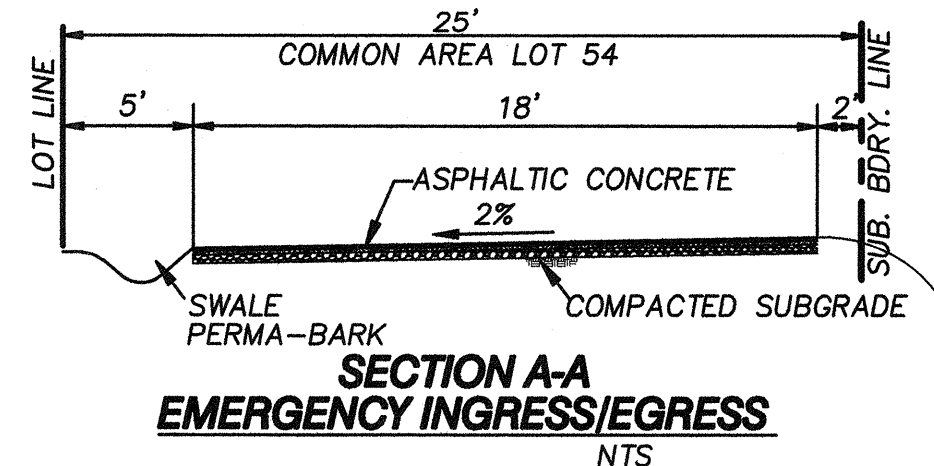 25'
COMMON AREA LOT 54
LOT LINE
5'
18'
2'
SUB. BDRY. LINE
ASPHALTIC CONCRETE
2%
SWALE
PERMA-BARK
COMPACTED SUBGRADE
SECTION A-A
EMERGENCY INGRESS/EGRESS
NTS